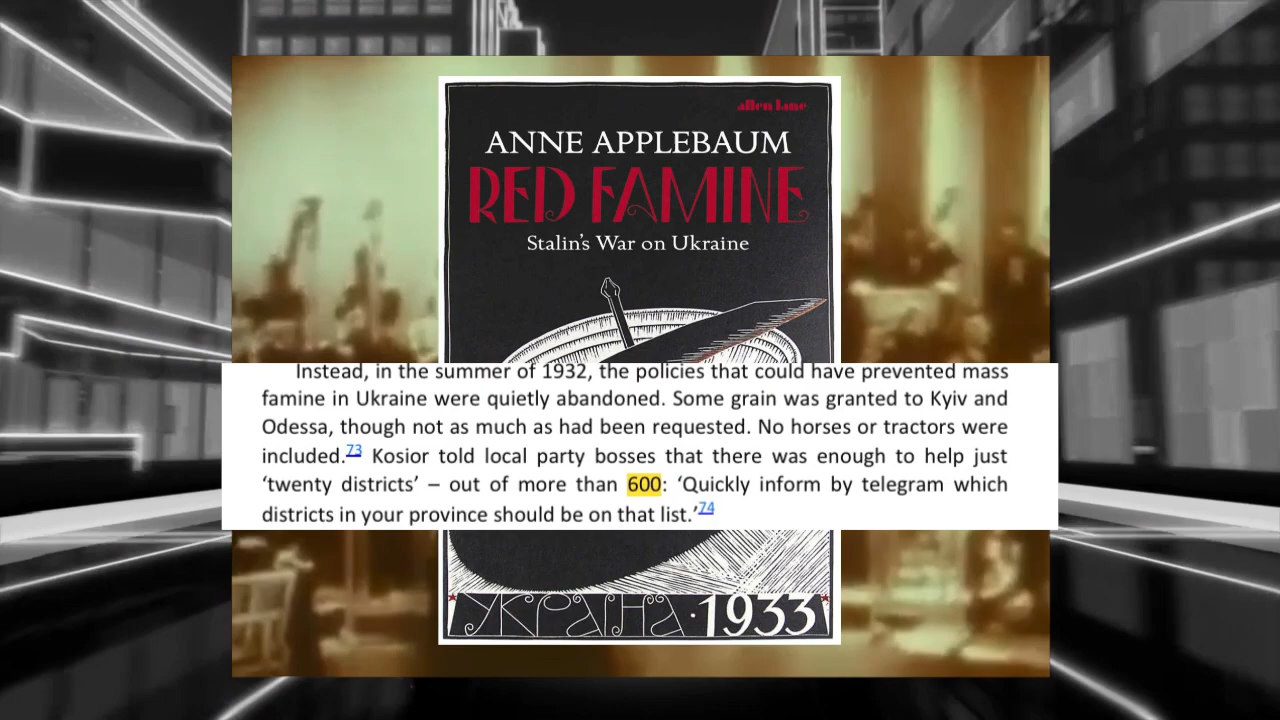 allen lane
ANNE APPLEBAUM
RED FAMINE
Stalin's War on Ukraine
Instead, in the summer of 1932, the policies that could have prevented mass
famine in Ukraine were quietly abandoned. Some grain was granted to Kyiv and
Odessa, though not as much as had been requested. No horses or tractors were
included.73 Kosior told local party bosses that there was enough to help just
‘twenty districts’ – out of more than 600: ‘Quickly inform by telegram which
districts in your province should be on that list.’74
УКРАЇНА·1933